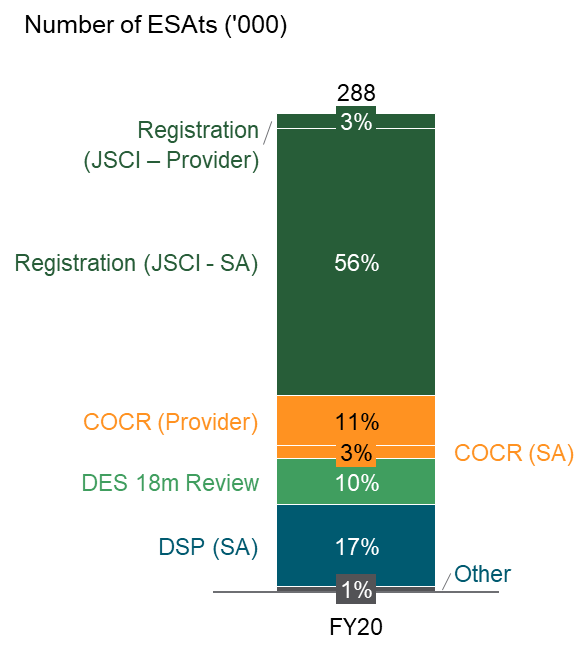 Number of ESAts ('000)
288
Registration
(JSCI – Provider)
3%
Registration (JSCI - SA)
56%
COCR (Provider)
11%
3%
COCR (SA)
DES 18m Review
10%
DSP (SA)
17%
Other
1%
FY20